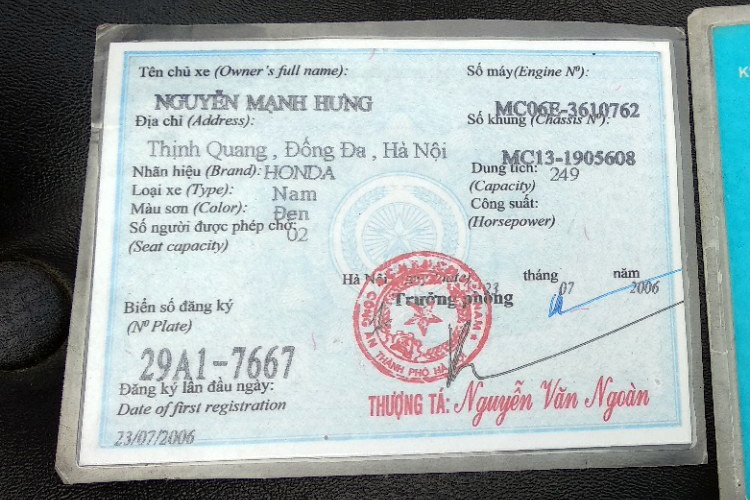 Tên chủ xe (Owner's full name):
NGUYỄN MẠNH HÙNG
Địa chỉ (Address):
Thịnh Quang , Đống Đa , Hà Nội
Nhãn hiệu (Brand): HONDA
Loại xe (Type): Nam
Màu sơn (Color): Đen
Số người được phép chở: 02
(Seat capacity)
Số máy(Engine Nº):
MC06E-3610762
Số khung (Chassis Nº):
MC13-1905608
Dung tích: 249
(Capacity)
Công suất:
(Horsepower)
Hà Nội 23 tháng 07 năm 2006
Trưởng phòng
Biển số đăng ký
(Nº Plate)
29A1-7667
Đăng ký lần đầu ngày:
Date of first registration
23/07/2006
THÀNH PHỐ HÀ
THƯỢNG TÁ: Nguyễn Văn Ngoàn
K